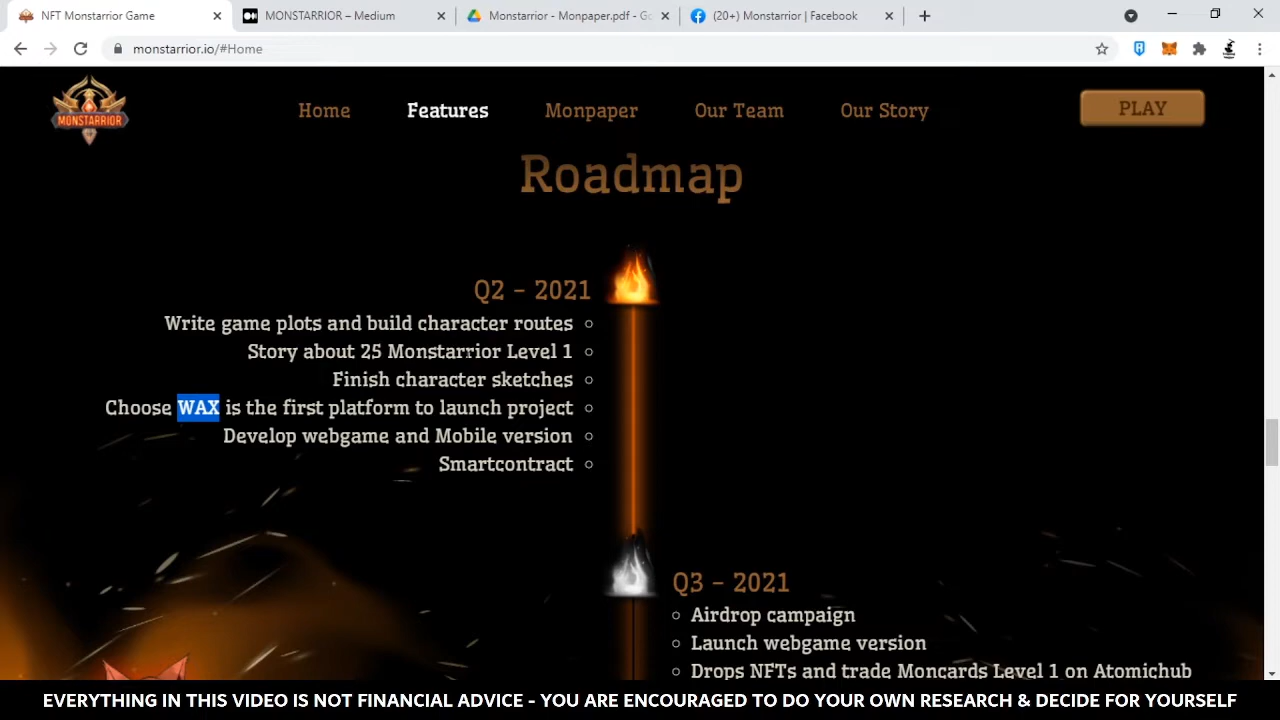 NFT Monstarrior Game
MONSTARRIOR – Medium
Monstarrior - Monpaper.pdf - Go
(20+) Monstarrior | Facebook
monstarrior.io/#Home
MONSTARRIOR
Home
Features
Monpaper
Our Team
Our Story
PLAY
Roadmap
Q2 - 2021
Write game plots and build character routes
Story about 25 Monstarrior Level 1
Finish character sketches
Choose WAX is the first platform to launch project
Develop webgame and Mobile version
Smartcontract
Q3 - 2021
Airdrop campaign
Launch webgame version
Drops NFTs and trade Moncards Level 1 on Atomichub
EVERYTHING IN THIS VIDEO IS NOT FINANCIAL ADVICE - YOU ARE ENCOURAGED TO DO YOUR OWN RESEARCH & DECIDE FOR YOURSELF